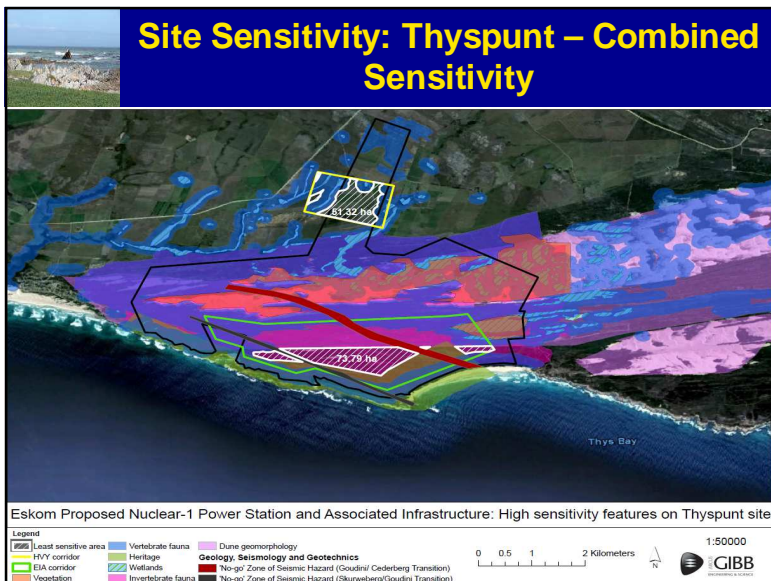 Site Sensitivity: Thyspunt – Combined
Sensitivity
81,32 ha
73,79 ha
Thys Bay
Eskom Proposed Nuclear-1 Power Station and Associated Infrastructure: High sensitivity features on Thyspunt site
Legend
Least sensitive area
HVY corridor
EIA corridor
Vegetation
Vertebrate fauna
Heritage
Wetlands
Invertebrate fauna
Dune geomorphology
Geology, Seismology and Geotechnics
'No-go' Zone of Seismic Hazard (Goudini/ Cederberg Transition)
'No-go' Zone of Seismic Hazard (Skurweberg/Goudini Transition)
0 0.5 1 2 Kilometers
N
1:50000
GIBB
ENGINEERING & SCIENCE